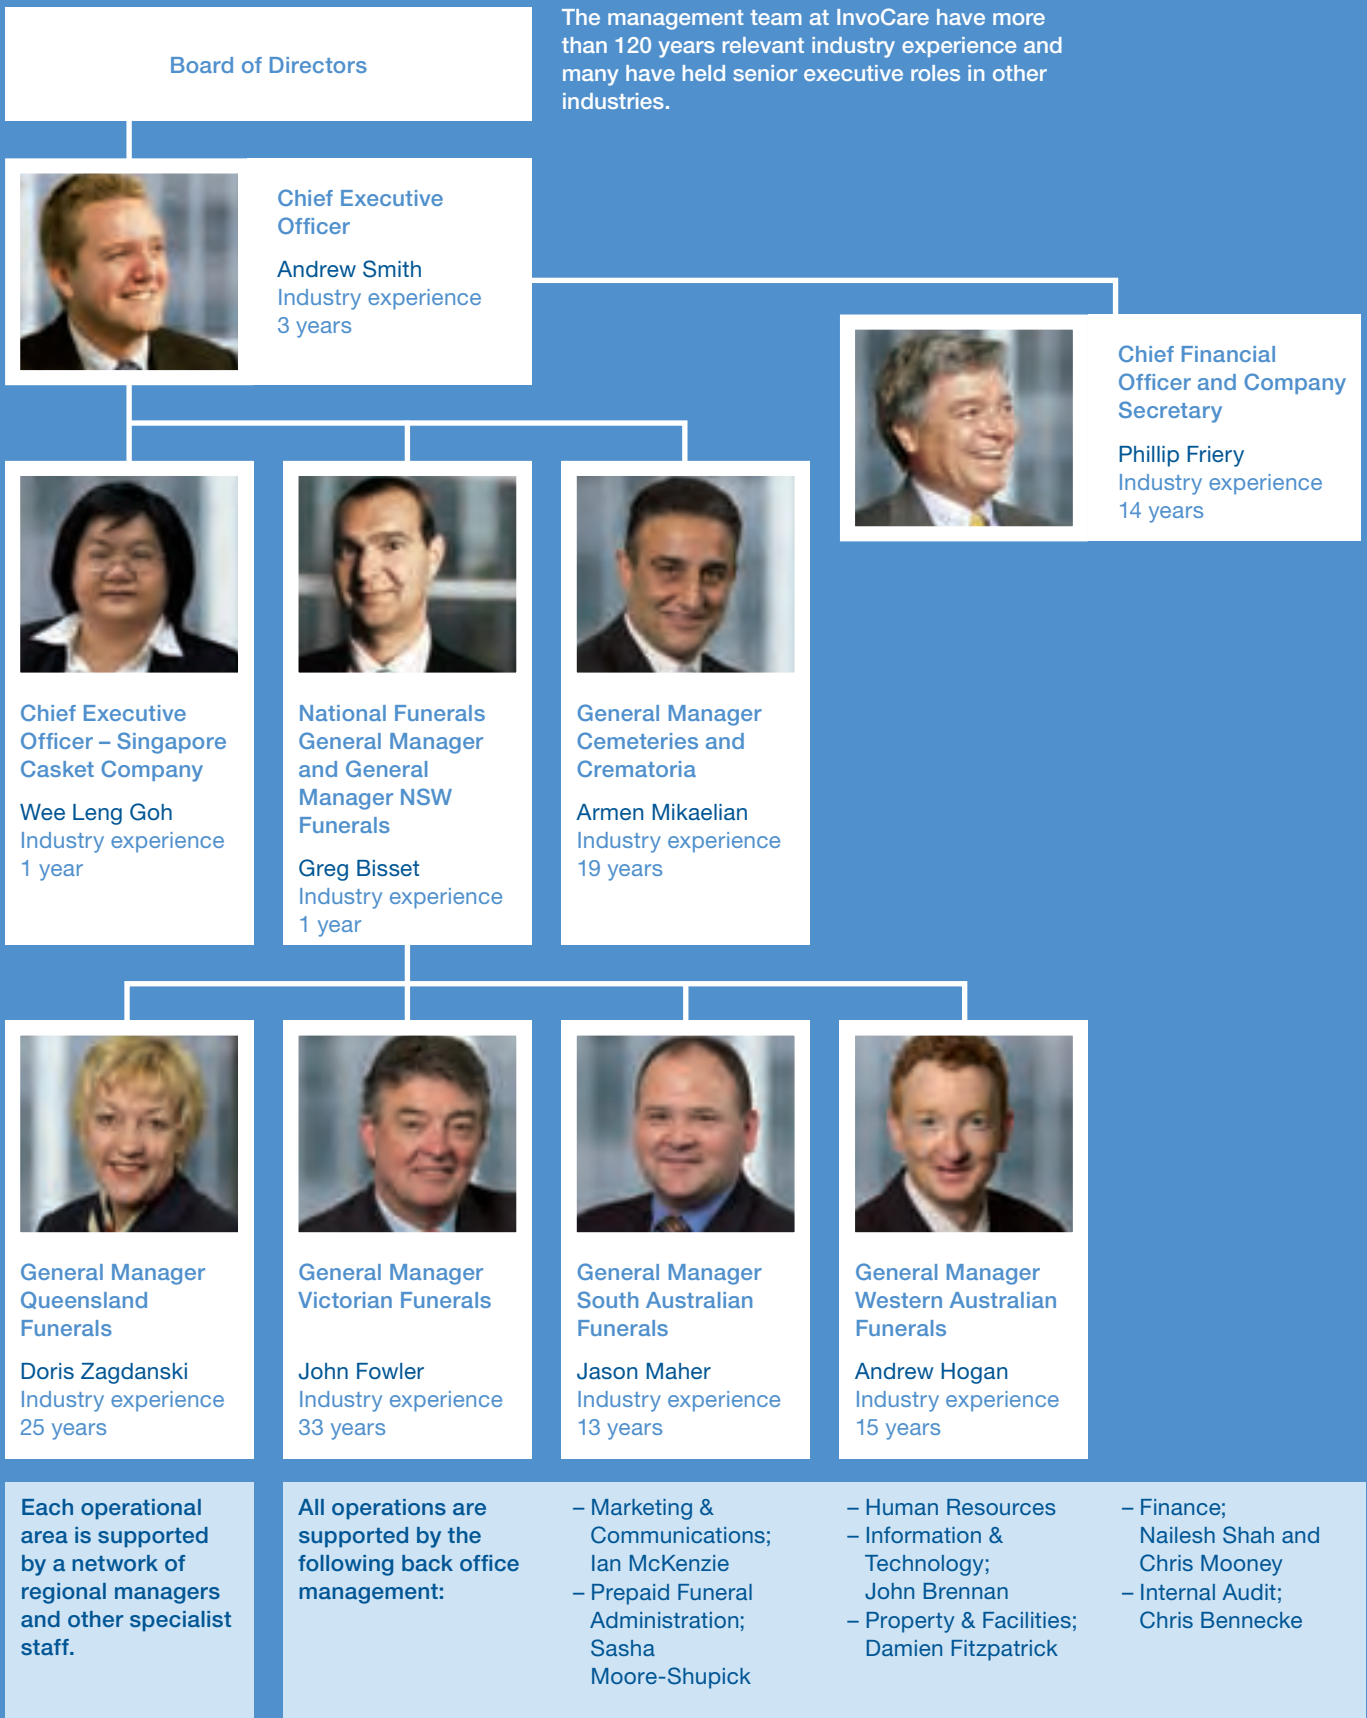 Board of Directors
The management team at InvoCare have more
than 120 years relevant industry experience and
many have held senior executive roles in other
industries.
Chief Executive
Officer
Andrew Smith
Industry experience
3 years
Chief Financial
Officer and Company
Secretary
Phillip Friery
Industry experience
14 years
Chief Executive
Officer – Singapore
Casket Company
Wee Leng Goh
Industry experience
1 year
National Funerals
General Manager
and General
Manager NSW
Funerals
Greg Bisset
Industry experience
1 year
General Manager
Cemeteries and
Crematoria
Armen Mikaelian
Industry experience
19 years
General Manager
Queensland
Funerals
Doris Zagdanski
Industry experience
25 years
General Manager
Victorian Funerals
John Fowler
Industry experience
33 years
General Manager
South Australian
Funerals
Jason Maher
Industry experience
13 years
General Manager
Western Australian
Funerals
Andrew Hogan
Industry experience
15 years
Each operational
area is supported
by a network of
regional managers
and other specialist
staff.
All operations are
supported by the
following back office
management:
– Marketing &
Communications;
Ian McKenzie
– Prepaid Funeral
Administration;
Sasha
Moore-Shupick
– Human Resources
– Information &
Technology;
John Brennan
– Property & Facilities;
Damien Fitzpatrick
– Finance;
Nailesh Shah and
Chris Mooney
– Internal Audit;
Chris Bennecke